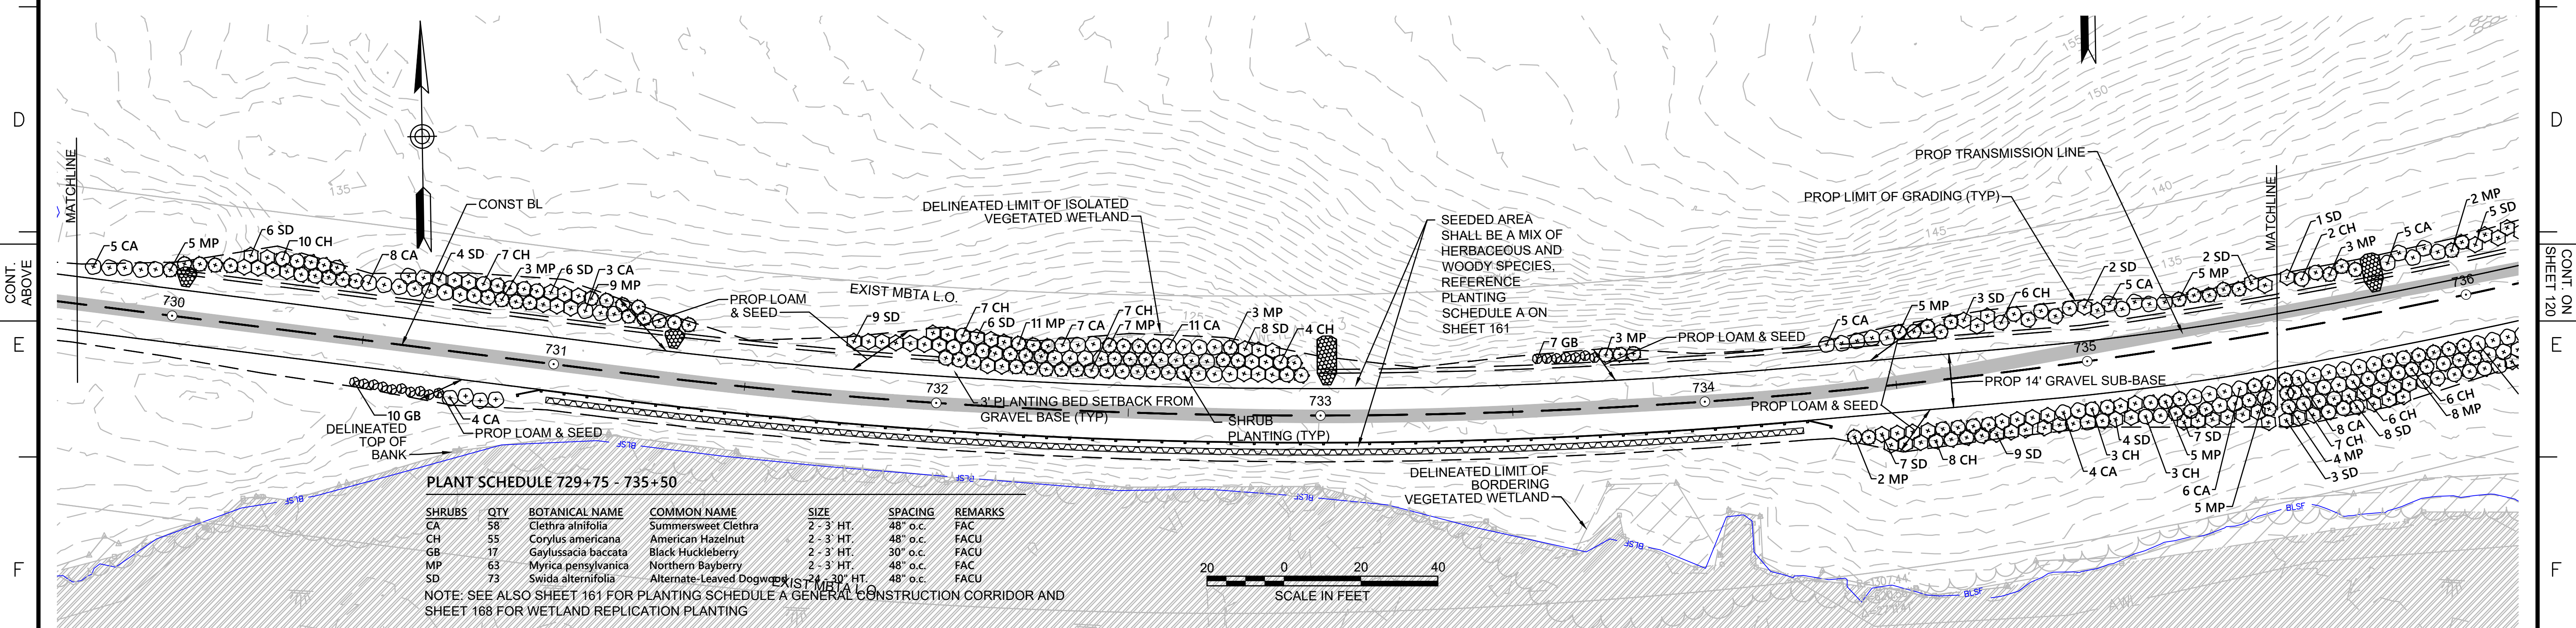 D
E
F
CONT.
ABOVE
MATCHLINE
135
5 CA
5 MP
6 SD
10 CH
8 CA
4 SD
7 CH
3 MP
6 SD
3 CA
9 MP
CONST BL
730
731
732
733
734
735
736
PROP LOAM
& SEED
EXIST MBTA L.O.
9 SD
7 CH
6 SD
11 MP
7 CA
7 CH
7 MP
11 CA
3 MP
8 SD
4 CH
125
DELINEATED LIMIT OF ISOLATED
VEGETATED WETLAND
SEEDED AREA
SHALL BE A MIX OF
HERBACEOUS AND
WOODY SPECIES,
REFERENCE
PLANTING
SCHEDULE A ON
SHEET 161
7 GB
3 MP
PROP LOAM & SEED
5 CA
5 MP
3 SD
6 CH
2 SD
5 CA
5 MP
2 SD
PROP LIMIT OF GRADING (TYP)
PROP TRANSMISSION LINE
155
150
145
140
135
MATCHLINE
1 SD
2 CH
3 MP
5 CA
2 MP
5 SD
10 GB
4 CA
PROP LOAM & SEED
DELINEATED
TOP OF
BANK
3' PLANTING BED SETBACK FROM
GRAVEL BASE (TYP)
SHRUB
PLANTING (TYP)
PROP 14' GRAVEL SUB-BASE
PROP LOAM & SEED
DELINEATED LIMIT OF
BORDERING
VEGETATED WETLAND
2 MP
7 SD
8 CH
9 SD
4 CA
3 CH
4 SD
3 CH
7 SD
5 MP
6 CA
5 MP
3 SD
4 MP
7 CH
8 CA
8 SD
6 CH
8 MP
6 CH
BLSF
BLSF
BLSF
BLSF
BLSF
BLSF
BLSF
AWL
PLANT SCHEDULE 729+75 - 735+50
SHRUBS QTY BOTANICAL NAME COMMON NAME SIZE SPACING REMARKS
CA 58 Clethra alnifolia Summersweet Clethra 2 - 3' HT. 48" o.c. FAC
CH 55 Corylus americana American Hazelnut 2 - 3' HT. 48" o.c. FACU
GB 17 Gaylussacia baccata Black Huckleberry 2 - 3' HT. 30" o.c. FACU
MP 63 Myrica pensylvanica Northern Bayberry 2 - 3' HT. 48" o.c. FAC
SD 73 Swida alternifolia Alternate-Leaved Dogwood 24 - 30" HT. 48" o.c. FACU
EXIST MBTA L.O.
NOTE: SEE ALSO SHEET 161 FOR PLANTING SCHEDULE A GENERAL CONSTRUCTION CORRIDOR AND
SHEET 168 FOR WETLAND REPLICATION PLANTING
20 0 20 40
SCALE IN FEET
D
CONT. ON
SHEET 120
E
F